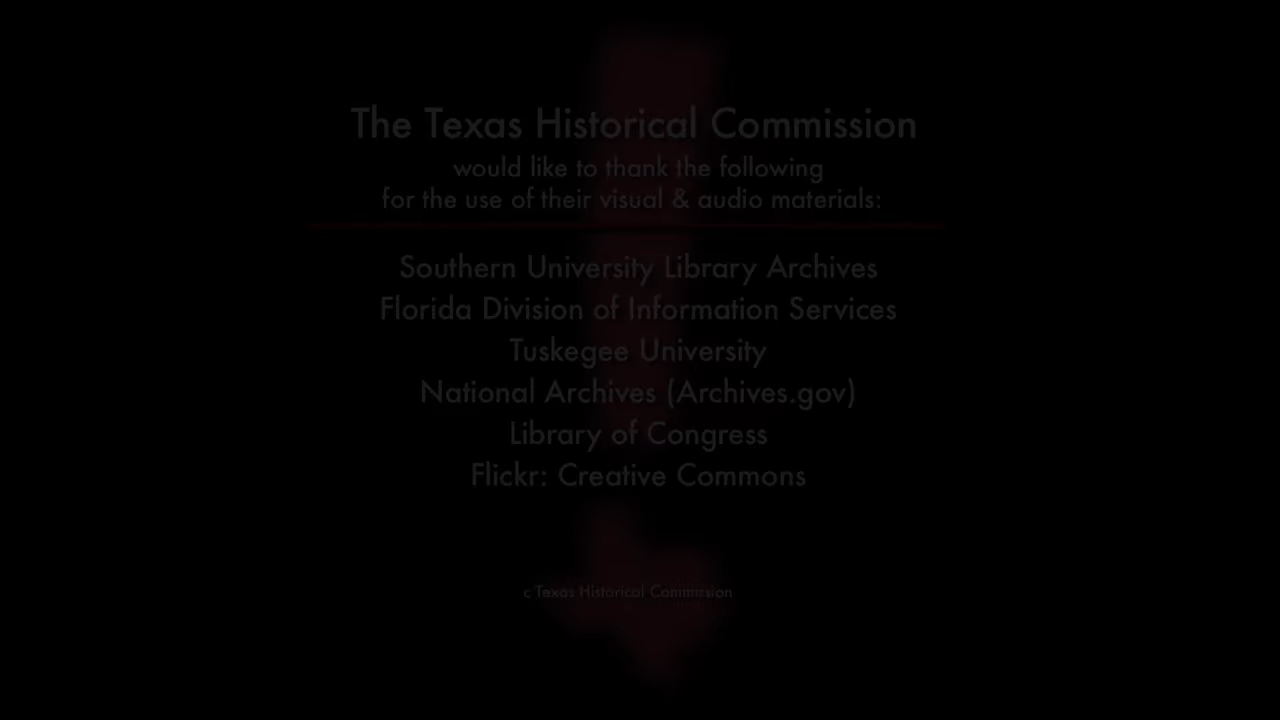 The Texas Historical Commission
would like to thank the following
for the use of their visual & audio materials:
Southern University Library Archives
Florida Division of Information Services
Tuskegee University
National Archives (Archives.gov)
Library of Congress
Flickr: Creative Commons
c Texas Historical Commission